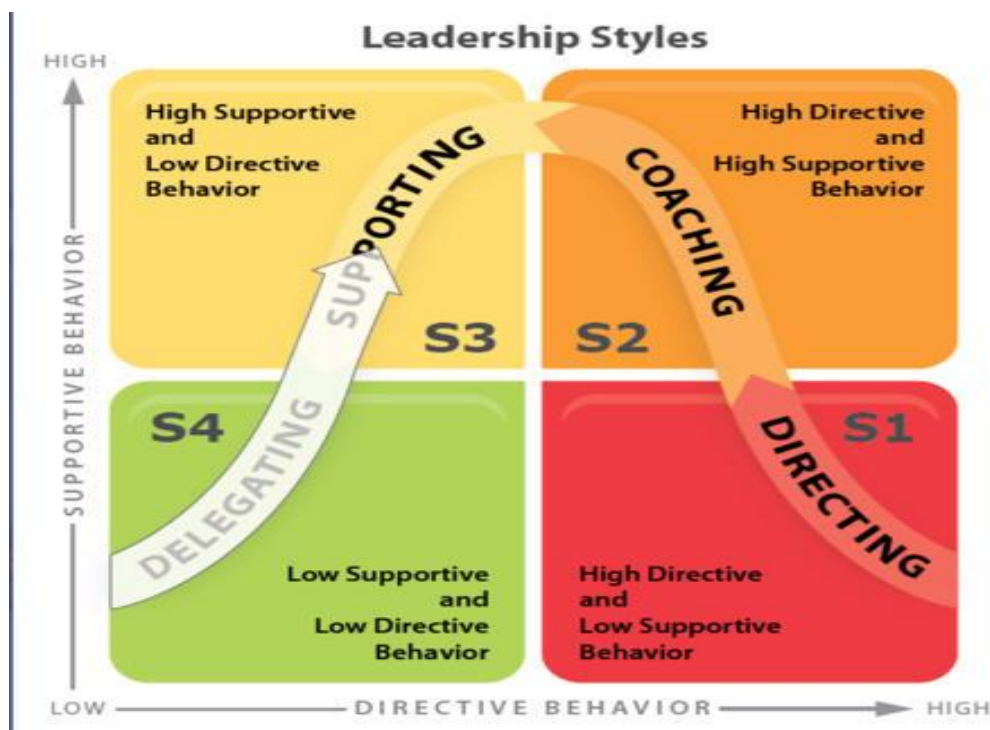 Leadership Styles
HIGH
High Supportive
and
Low Directive
Behavior
SUPPORTING
S3
High Directive
and
High Supportive
Behavior
COACHING
S2
SUPPORTIVE BEHAVIOR
S4
DELEGATING
Low Supportive
and
Low Directive
Behavior
S1
DIRECTING
High Directive
and
Low Supportive
Behavior
LOW
DIRECTIVE BEHAVIOR
HIGH